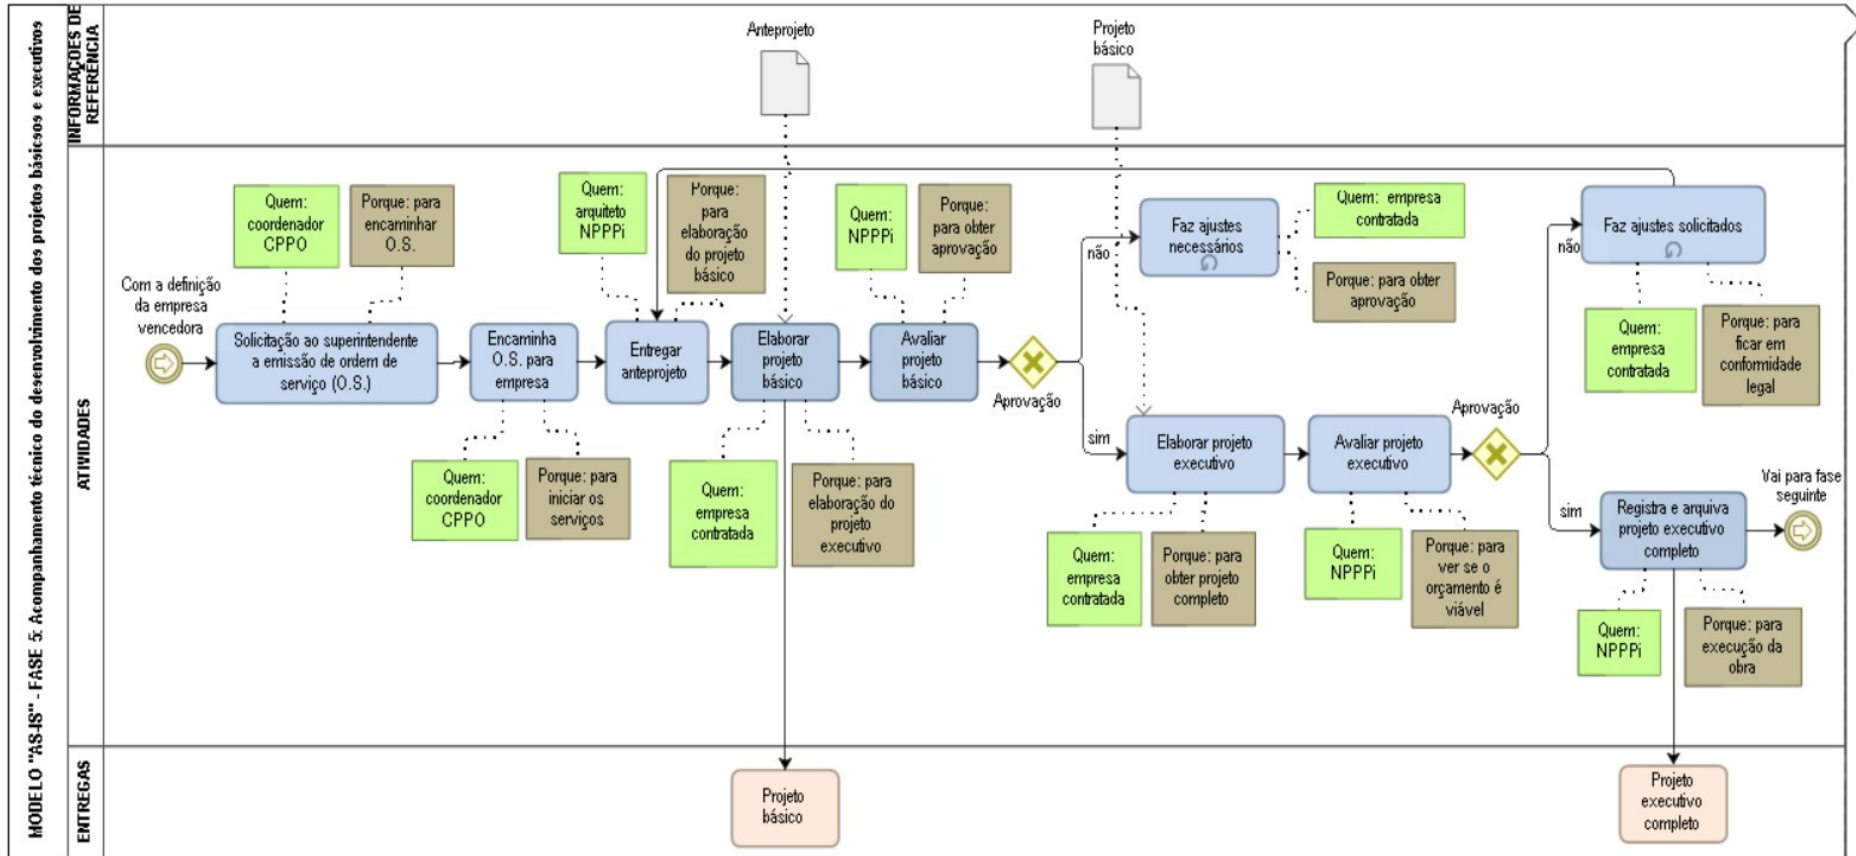 MODELO "AS-IS" - FASE 5: Acompanhamento técnico do desenvolvimento dos projetos básicsos e executivos
INFORMAÇÕES DE
REFERÊNCIA
Anteprojeto
Projeto
básico
ATIVIDADES
Com a definição
da empresa
vencedora
Quem:
coordenador
CPPO
Porque: para
encaminhar
O.S.
Solicitação ao superintendente
a emissão de ordem de
serviço (O.S.)
Encaminha
O.S. para
empresa
Quem:
coordenador
CPPO
Porque: para
iniciar os
serviços
Quem:
arquiteto
NPPPi
Porque:
para
elaboração
do projeto
básico
Entregar
anteprojeto
Elaborar
projeto
básico
Quem:
empresa
contratada
Porque: para
elaboração do
projeto
executivo
Quem:
NPPPi
Porque:
para obter
aprovação
Avaliar
projeto
básico
Aprovação
não
sim
Faz ajustes
necessários
Quem: empresa
contratada
Porque: para obter
aprovação
Elaborar projeto
executivo
Quem:
empresa
contratada
Porque: para
obter projeto
completo
Avaliar projeto
executivo
Quem:
NPPPi
Porque: para
ver se o
orçamento é
viável
Aprovação
não
sim
Faz ajustes solicitados
Quem:
empresa
contratada
Porque: para
ficar em
conformidade
legal
Registra e arquiva
projeto executivo
completo
Quem:
NPPPi
Porque: para
execução da
obra
Vai para fase
seguinte
ENTREGAS
Projeto
básico
Projeto
executivo
completo